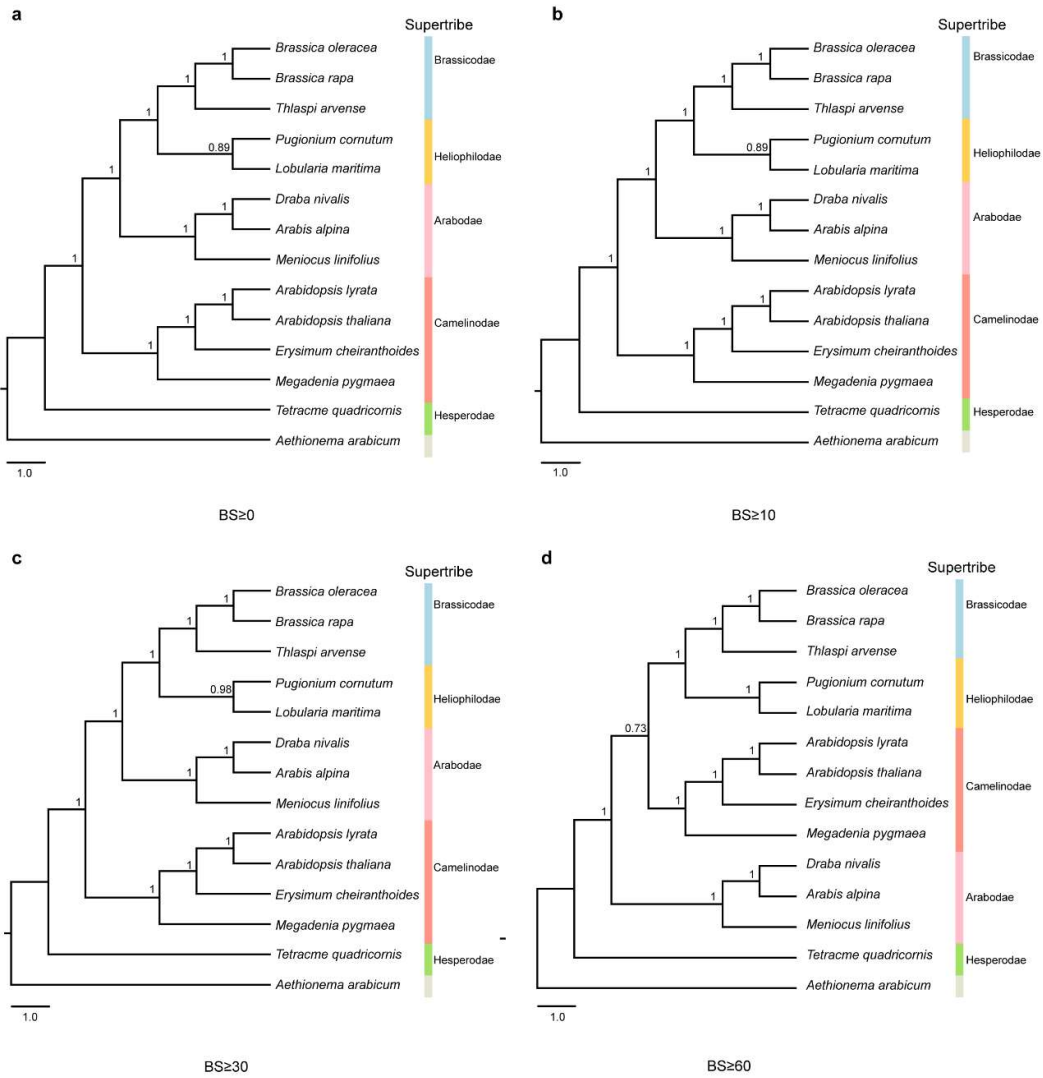 a
Supertribe
1
Brassica oleracea
Brassicodae
1
Brassica rapa
1
Thlaspi arvense
Pugionium cornutum
0.89
Heliophilodae
Lobularia maritima
1
Draba nivalis
1
Arabodae
1
Arabis alpina
1
Meniocus linifolius
1
Arabidopsis lyrata
1
Camelinodae
1
Arabidopsis thaliana
1
Erysimum cheiranthoides
Megadenia pygmaea
Tetracme quadricornis
Hesperodae
Aethionema arabicum
1.0
BS≥0
b
Supertribe
1
Brassica oleracea
Brassicodae
1
Brassica rapa
1
Thlaspi arvense
Pugionium cornutum
0.89
Heliophilodae
Lobularia maritima
1
Draba nivalis
1
Arabodae
1
Arabis alpina
1
Meniocus linifolius
1
Arabidopsis lyrata
1
Camelinodae
1
Arabidopsis thaliana
1
Erysimum cheiranthoides
Megadenia pygmaea
Tetracme quadricornis
Hesperodae
Aethionema arabicum
1.0
BS≥10
c
Supertribe
1
Brassica oleracea
Brassicodae
1
Brassica rapa
1
Thlaspi arvense
Pugionium cornutum
0.98
Heliophilodae
Lobularia maritima
1
Draba nivalis
1
Arabodae
1
Arabis alpina
1
Meniocus linifolius
1
Arabidopsis lyrata
1
Camelinodae
1
Arabidopsis thaliana
1
Erysimum cheiranthoides
Megadenia pygmaea
Tetracme quadricornis
Hesperodae
Aethionema arabicum
1.0
BS≥30
d
Supertribe
1
Brassica oleracea
Brassicodae
1
Brassica rapa
1
Thlaspi arvense
Pugionium cornutum
1
Heliophilodae
Lobularia maritima
0.73
Arabidopsis lyrata
1
Arabidopsis thaliana
1
Camelinodae
Erysimum cheiranthoides
1
1
Megadenia pygmaea
Draba nivalis
1
Arabis alpina
Arabodae
1
Meniocus linifolius
Tetracme quadricornis
Hesperodae
Aethionema arabicum
1.0
BS≥60